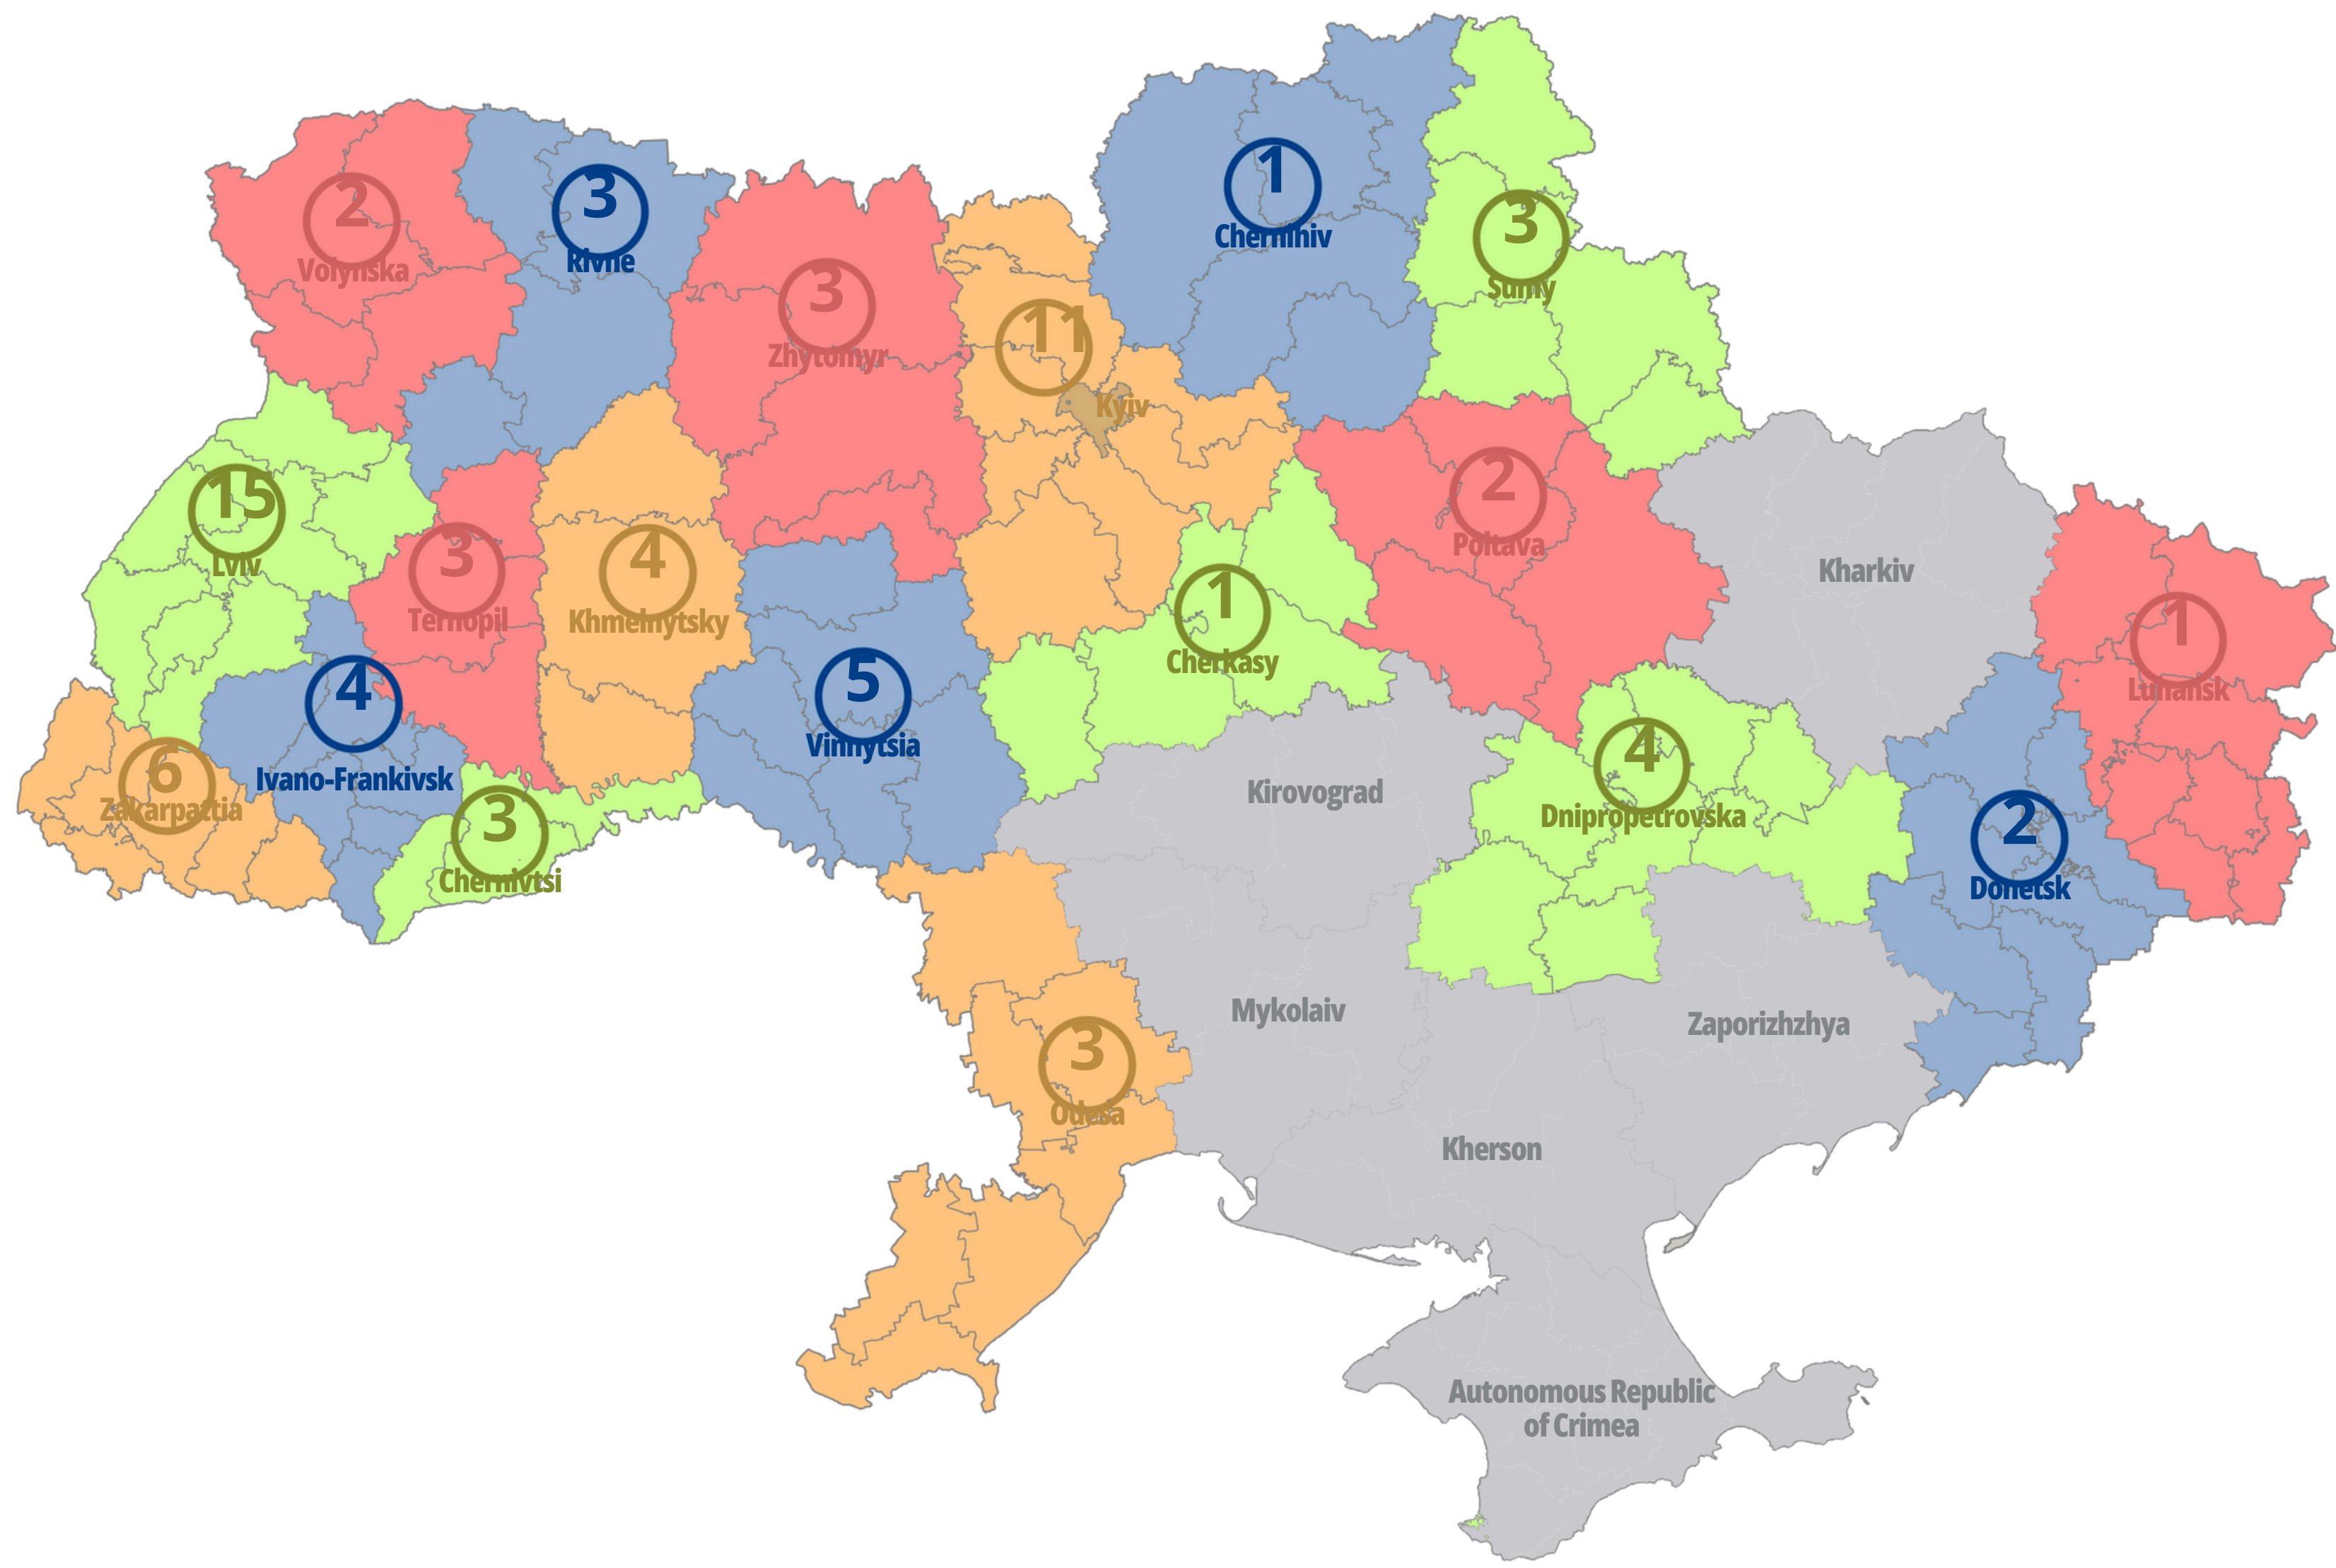 1
Chernihiv
2
Volynska
3
Rivne
3
Sumy
3
Zhytomyr
11
Kyiv
15
Lviv
2
Poltava
3
Ternopil
4
Khmelnytsky
Kharkiv
1
Cherkasy
1
Luhansk
4
Ivano-Frankivsk
5
Vinnytsia
6
Zakarpattia
4
Dnipropetrovska
Kirovograd
3
Chernivtsi
2
Donetsk
Mykolaiv
Zaporizhzhya
3
Odesa
Kherson
Autonomous Republic
of Crimea